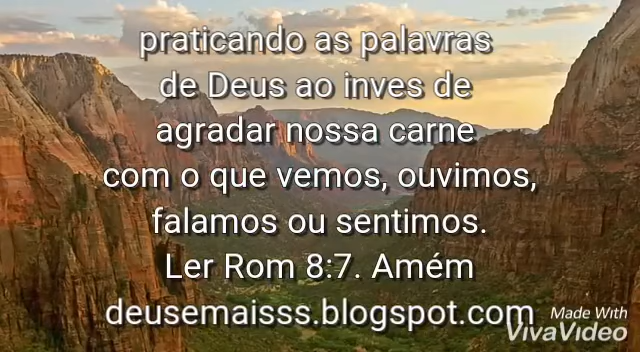 praticando as palavras
de Deus ao inves de
agradar nossa carne
com o que vemos, ouvimos,
falamos ou sentimos.
Ler Rom 8:7. Amém
deusemaisss.blogspot.com
Made With
VivaVideo